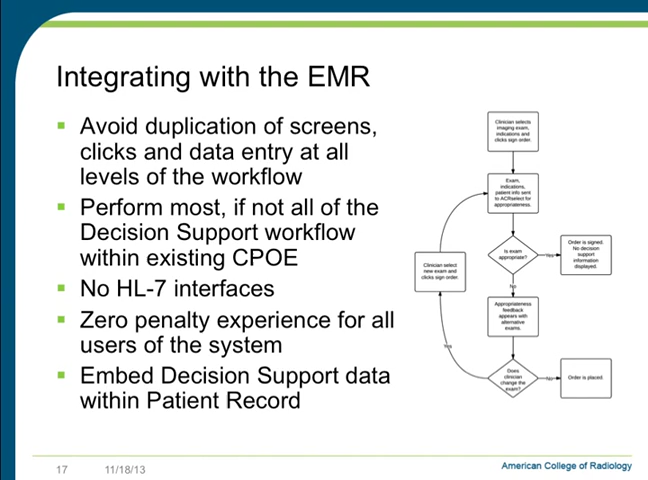 Integrating with the EMR
Avoid duplication of screens,
clicks and data entry at all
levels of the workflow
Perform most, if not all of the
Decision Support workflow
within existing CPOE
No HL-7 interfaces
Zero penalty experience for all
users of the system
Embed Decision Support data
within Patient Record
Clinician selects
imaging exam,
indications and
clicks sign order.
Exam,
indications,
patient info sent
to ACRselect for
appropriateness.
Is exam
appropriate?
Yes
Order is signed.
No decision
support
information
displayed.
No
Appropriateness
feedback
appears with
alternative
exams.
Does
clinician
change the
exam?
No
Order is placed.
Yes
Clinician select
new exam and
clicks sign order.
17
11/18/13
American College of Radiology